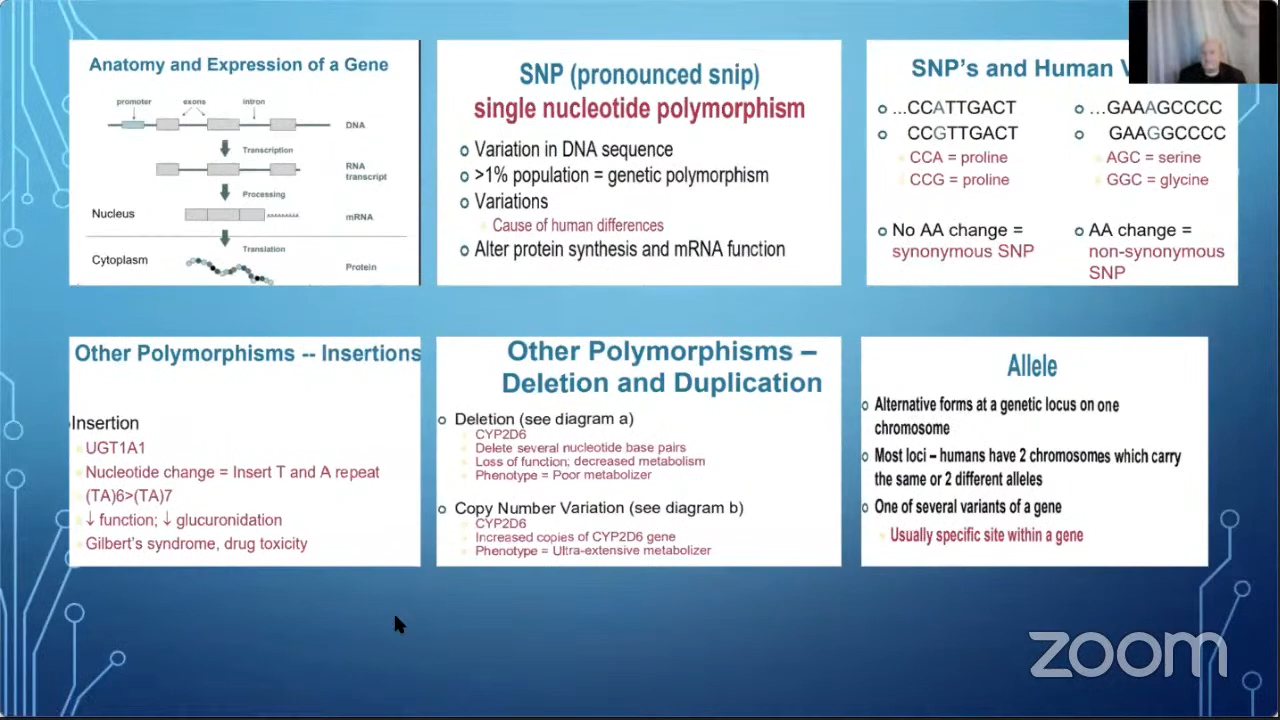 Anatomy and Expression of a Gene
promoter exons intron
DNA
Transcription
RNA
transcript
Processing
Nucleus
AAAAAAAAA
mRNA
Translation
Cytoplasm
Protein
SNP (pronounced snip)
single nucleotide polymorphism
Variation in DNA sequence
>1% population = genetic polymorphism
Variations
Cause of human differences
Alter protein synthesis and mRNA function
SNP's and Human V
...CCATTGACT
CCGTTGACT
CCA = proline
CCG = proline
No AA change =
synonymous SNP
...GAAAGCCCC
GAAGGCCCC
AGC = serine
GGC = glycine
AA change =
non-synonymous
SNP
Other Polymorphisms -- Insertions
Insertion
UGT1A1
Nucleotide change = Insert T and A repeat
(TA)6>(TA)7
↓ function; ↓ glucuronidation
Gilbert's syndrome, drug toxicity
Other Polymorphisms –
Deletion and Duplication
Deletion (see diagram a)
CYP2D6
Delete several nucleotide base pairs
Loss of function; decreased metabolism
Phenotype = Poor metabolizer
Copy Number Variation (see diagram b)
CYP2D6
Increased copies of CYP2D6 gene
Phenotype = Ultra-extensive metabolizer
Allele
Alternative forms at a genetic locus on one
chromosome
Most loci – humans have 2 chromosomes which carry
the same or 2 different alleles
One of several variants of a gene
Usually specific site within a gene
zoom